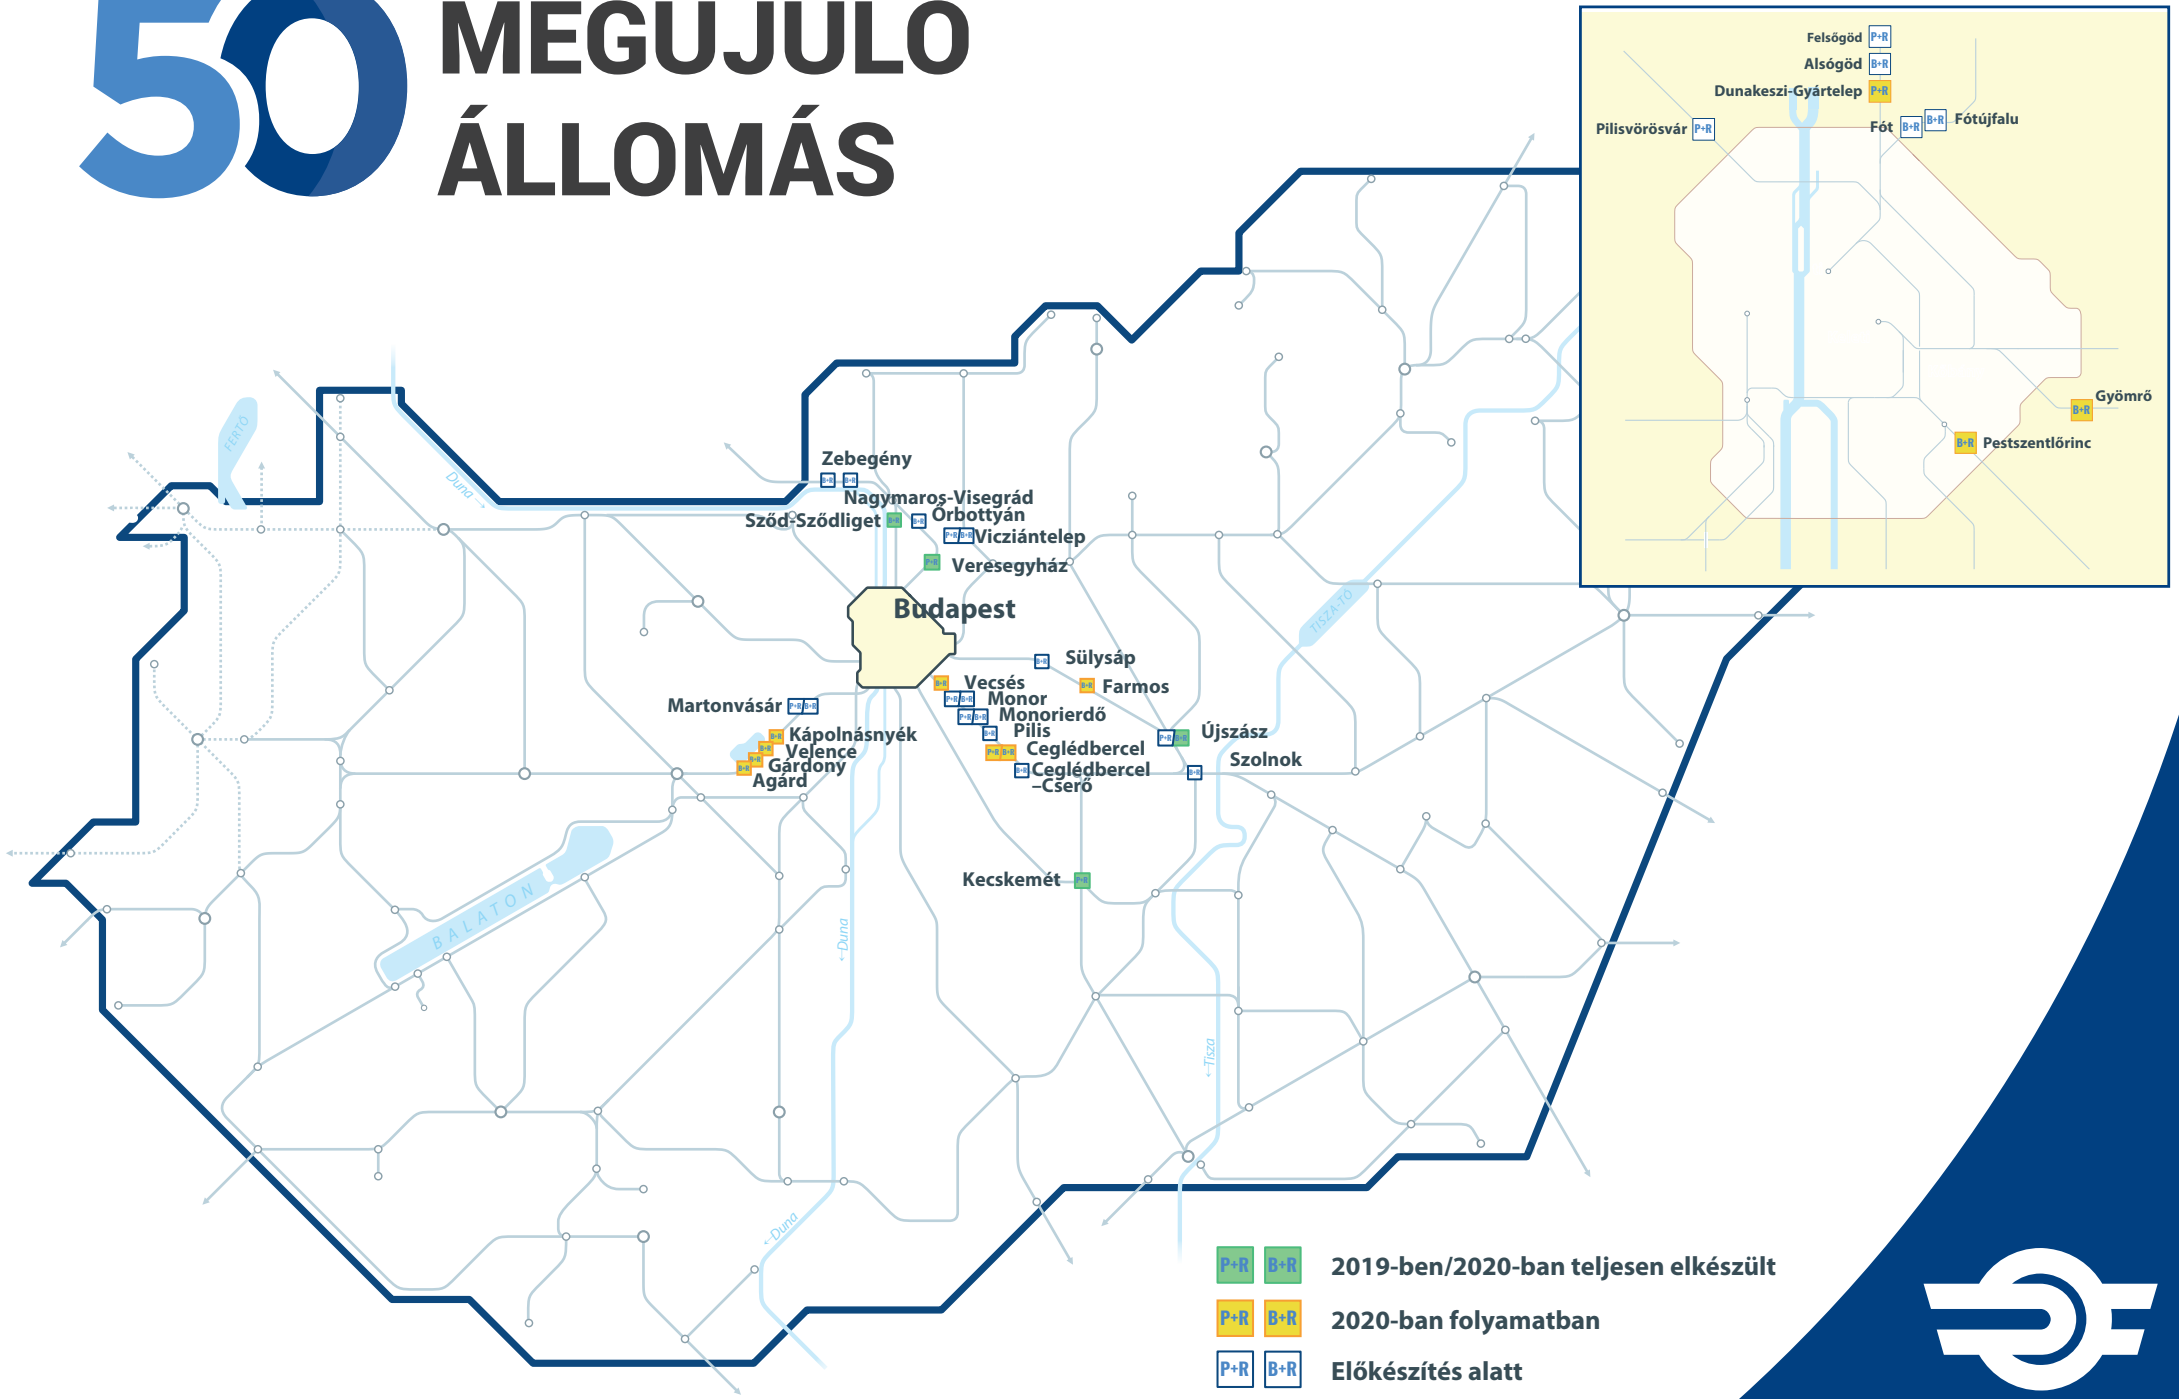 50 MEGÚJULÓ
ÁLLOMÁS
Felsőgöd P+R
Alsógöd B+R
Dunakeszi-Gyártelep P+R
Pilisvörösvár P+R
Fót B+R
B+R Fótújfalu
Gyömrő
B+R
B+R Pestszentlőrinc
FERTŐ
Duna→
Zebegény
B+R B+R
Nagymaros-Visegrád
Sződ-Sződliget B+R
B+R Őrbottyán
P+R B+R Vicziántelep
P+R Veresegyház
Budapest
TISZA-TÓ
B+R Sülysáp
B+R Vecsés
B+R Farmos
P+R B+R Monor
Martonvásár P+R B+R
P+R B+R Monorierdő
B+R Pilis
P+R B+R Újszász
B+R Kápolnásnyék
B+R Velence
P+R B+R Ceglédbercel
B+R Gárdony
B+R Agárd
B+R Ceglédbercel
–Cserő
B+R Szolnok
Kecskemét P+R
BALATON
←Duna
←Tisza
←Duna
P+R B+R 2019-ben/2020-ban teljesen elkészült
P+R B+R 2020-ban folyamatban
P+R B+R Előkészítés alatt